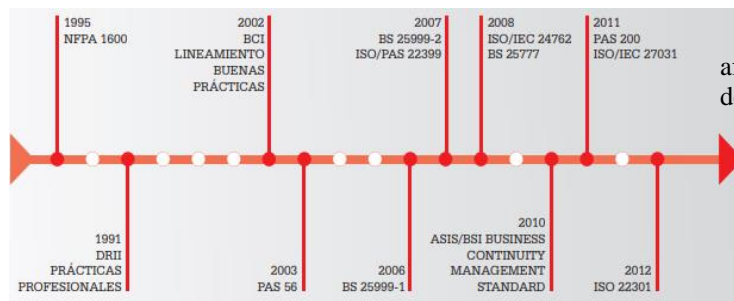 1995
NFPA 1600
2002
BCI
LINEAMIENTO
BUENAS
PRÁCTICAS
2007
BS 25999-2
ISO/PAS 22399
2008
ISO/IEC 24762
BS 25777
2011
PAS 200
ISO/IEC 27031
1991
DRII
PRÁCTICAS
PROFESIONALES
2003
PAS 56
2006
BS 25999-1
2010
ASIS/BSI BUSINESS
CONTINUITY
MANAGEMENT
STANDARD
2012
ISO 22301